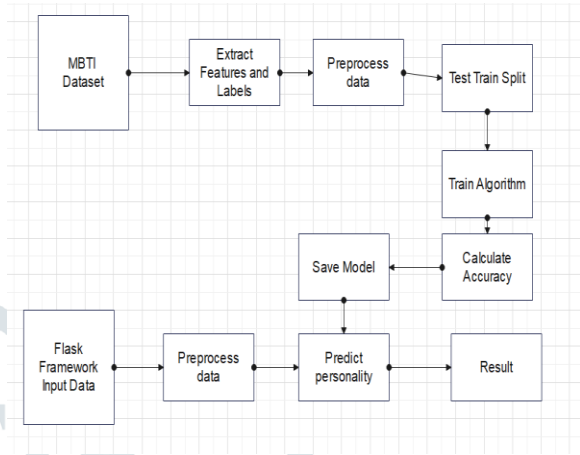 MBTI
Dataset
Extract
Features and
Labels
Preprocess
data
Test Train Split
Train Algorithm
Calculate
Accuracy
Save Model
Flask
Framework
Input Data
Preprocess
data
Predict
personality
Result